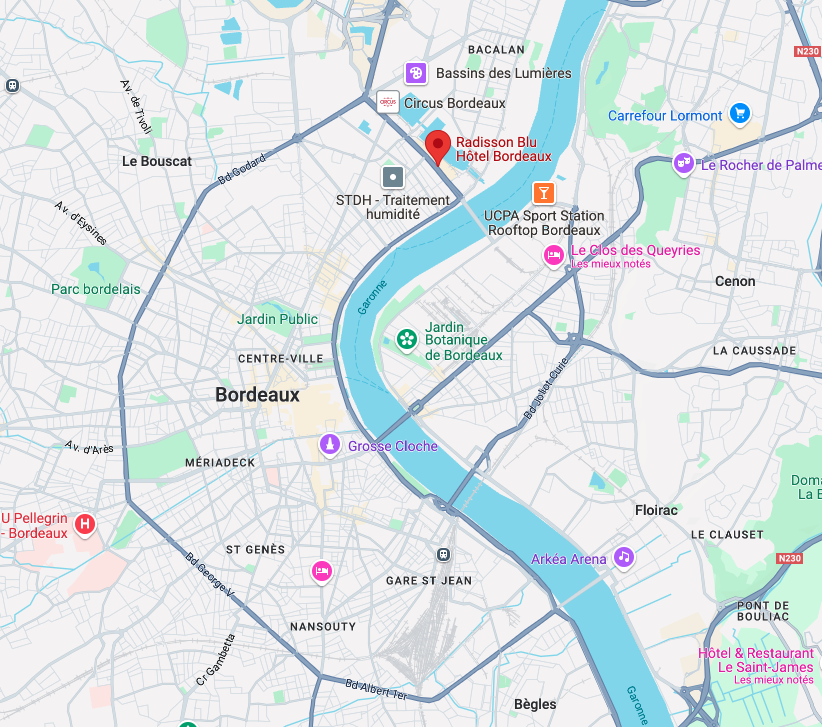 BACALAN
N230
Bassins des Lumières
Av. de Tivoli
CIRCUS
Circus Bordeaux
Carrefour Lormont
Radisson Blu
Hôtel Bordeaux
Le Bouscat
Bd Godard
Le Rocher de Palme
STDH - Traitement
humidité
UCPA Sport Station
Rooftop Bordeaux
Av. d'Eysines
Le Clos des Queyries
Les mieux notés
Parc bordelais
Garonne
Cenon
Jardin Public
Jardin
Botanique
de Bordeaux
CENTRE-VILLE
LA CAUSSADE
Bordeaux
Bd Joliot Curie
Av. d'Arès
Grosse Cloche
MÉRIADECK
Doma
La B
U Pellegrin
- Bordeaux
H
Floirac
LE CLAUSET
ST GENÈS
Arkéa Arena
N230
Bd George V
GARE ST JEAN
PONT DE
BOULIAC
NANSOUTY
Cr Gambetta
Hôtel & Restaurant
Le Saint-James
Les mieux notés
Bd Albert 1er
Bègles
Garonne